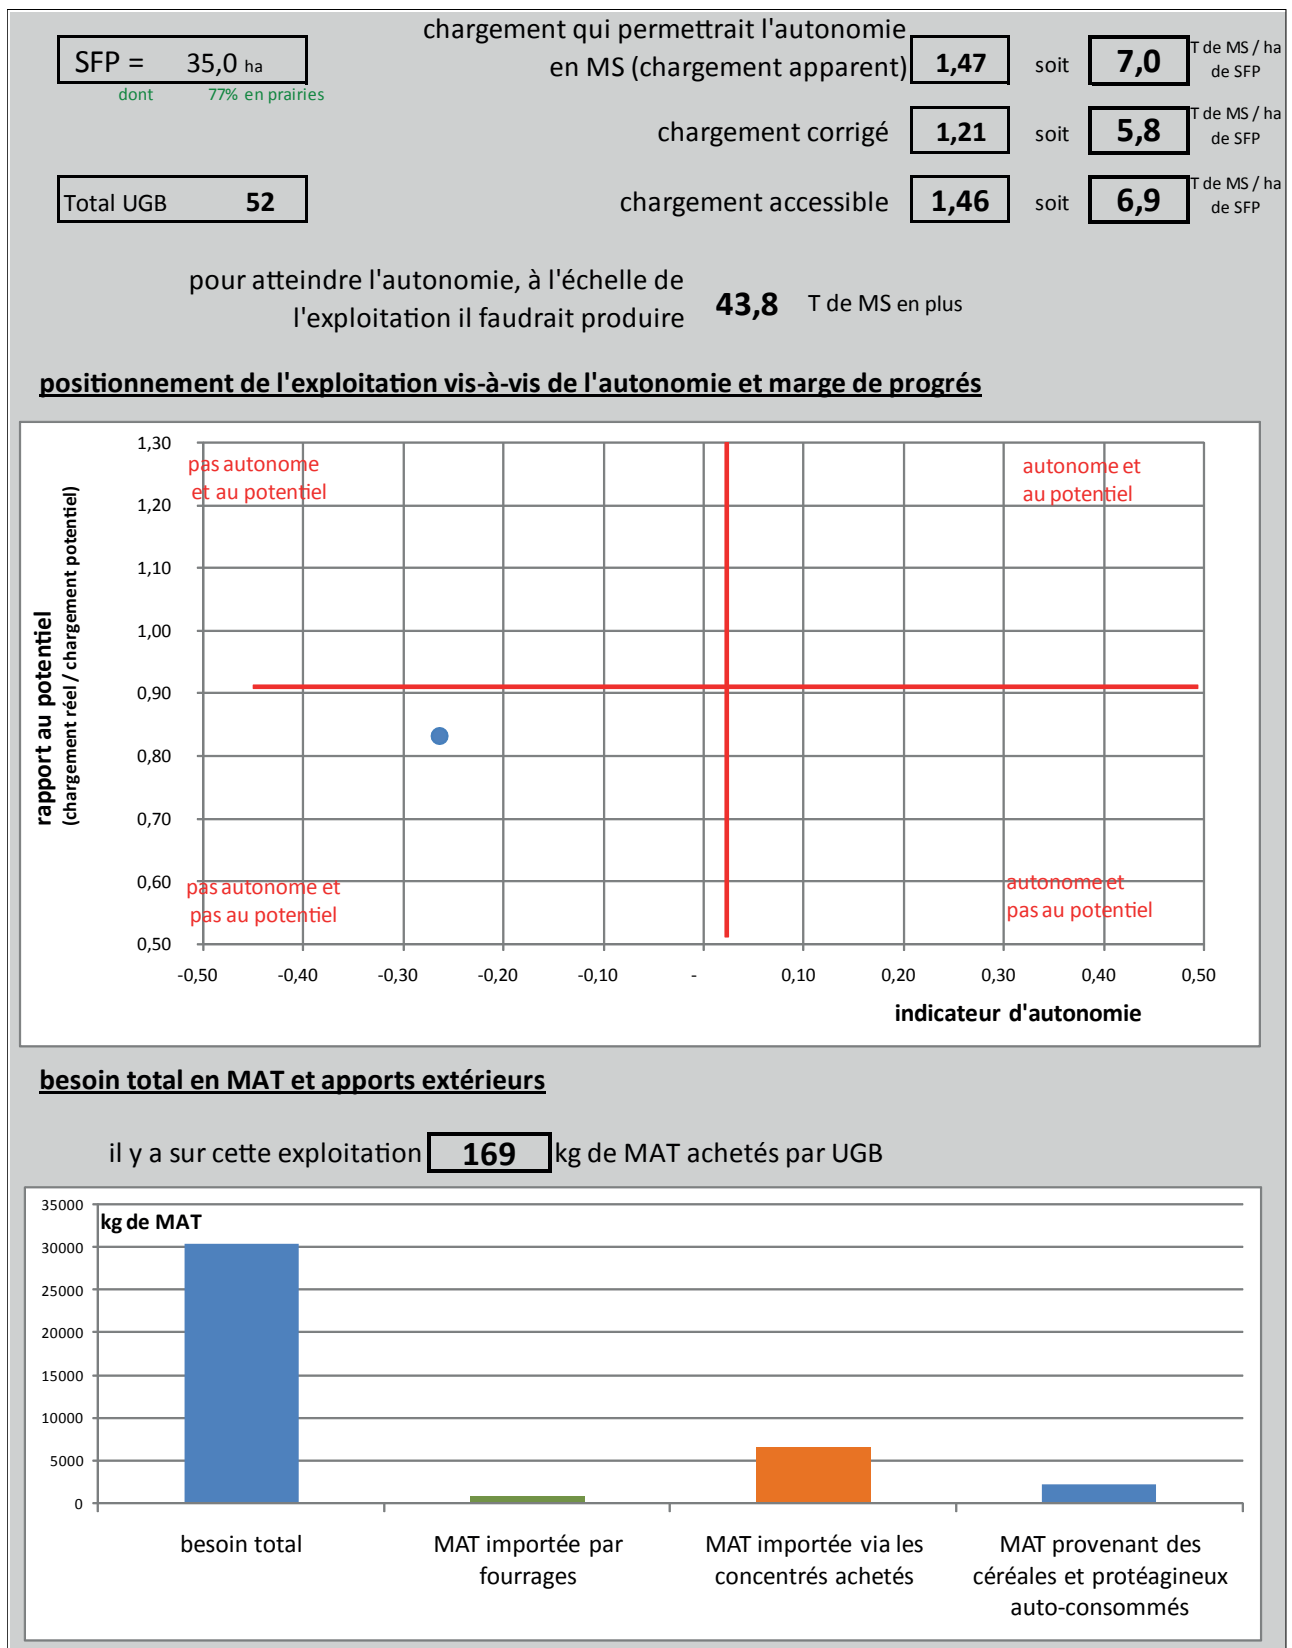 SFP = 35,0 ha
dont 77% en prairies
chargement qui permettrait l'autonomie
en MS (chargement apparent) 1,47 soit 7,0 T de MS / ha
de SFP
chargement corrigé 1,21 soit 5,8 T de MS / ha
de SFP
Total UGB 52
chargement accessible 1,46 soit 6,9 T de MS / ha
de SFP
pour atteindre l'autonomie, à l'échelle de
l'exploitation il faudrait produire 43,8 T de MS en plus
positionnement de l'exploitation vis-à-vis de l'autonomie et marge de progrés
rapport au potentiel
(chargement réel / chargement potentiel)
1,30
1,20
1,10
1,00
0,90
0,80
0,70
0,60
0,50
pas autonome
et au potentiel
autonome et
au potentiel
pas autonome et
pas au potentiel
autonome et
pas au potentiel
-0,50 -0,40 -0,30 -0,20 -0,10 - 0,10 0,20 0,30 0,40 0,50
indicateur d'autonomie
besoin total en MAT et apports extérieurs
il y a sur cette exploitation 169 kg de MAT achetés par UGB
kg de MAT
35000
30000
25000
20000
15000
10000
5000
0
besoin total
MAT importée par
fourrages
MAT importée via les
concentrés achetés
MAT provenant des
céréales et protéagineux
auto-consommés